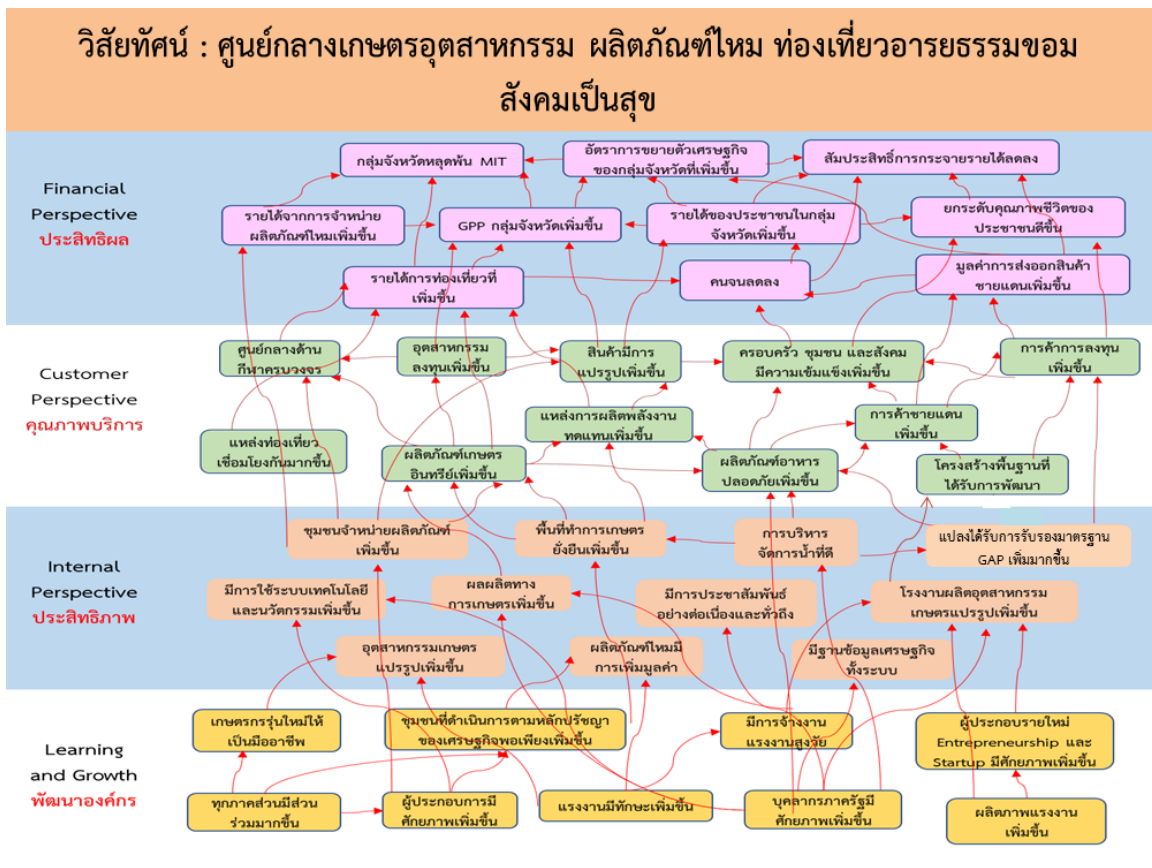 วิสัยทัศน์ : ศูนย์กลางเกษตรอุตสาหกรรม ผลิตภัณฑ์ไหม ท่องเที่ยวอารยธรรมขอม
สังคมเป็นสุข
Financial
Perspective
ประสิทธิผล
กลุ่มจังหวัดหลุดพ้น MIT
อัตราการขยายตัวเศรษฐกิจ
ของกลุ่มจังหวัดที่เพิ่มขึ้น
สัมประสิทธิ์การกระจายรายได้ลดลง
รายได้จากการจำหน่าย
ผลิตภัณฑ์ไหมเพิ่มขึ้น
GPP กลุ่มจังหวัดเพิ่มขึ้น
รายได้ของประชาชนในกลุ่ม
จังหวัดเพิ่มขึ้น
ยกระดับคุณภาพชีวิตของ
ประชาชนดีขึ้น
รายได้การท่องเที่ยวที่
เพิ่มขึ้น
คนจนลดลง
มูลค่าการส่งออกสินค้า
ชายแดนเพิ่มขึ้น
Customer
Perspective
คุณภาพบริการ
ศูนย์กลางด้าน
กีฬาครบวงจร
อุตสาหกรรม
ลงทุนเพิ่มขึ้น
สินค้ามีการ
แปรรูปเพิ่มขึ้น
ครอบครัว ชุมชน และสังคม
มีความเข้มแข็งเพิ่มขึ้น
การค้าการลงทุน
เพิ่มขึ้น
แหล่งท่องเที่ยว
เชื่อมโยงกันมากขึ้น
ผลิตภัณฑ์เกษตร
อินทรีย์เพิ่มขึ้น
แหล่งการผลิตพลังงาน
ทดแทนเพิ่มขึ้น
ผลิตภัณฑ์อาหาร
ปลอดภัยเพิ่มขึ้น
การค้าชายแดน
เพิ่มขึ้น
โครงสร้างพื้นฐานที่
ได้รับการพัฒนา
Internal
Perspective
ประสิทธิภาพ
ชุมชนจำหน่ายผลิตภัณฑ์
เพิ่มขึ้น
พื้นที่ทำการเกษตร
ยั่งยืนเพิ่มขึ้น
การบริหาร
จัดการน้ำที่ดี
แปลงได้รับการรับรองมาตรฐาน
GAP เพิ่มมากขึ้น
มีการใช้ระบบเทคโนโลยี
และนวัตกรรมเพิ่มขึ้น
ผลผลิตทาง
การเกษตรเพิ่มขึ้น
มีการประชาสัมพันธ์
อย่างต่อเนื่องและทั่วถึง
โรงงานผลิตอุตสาหกรรม
เกษตรแปรรูปเพิ่มขึ้น
อุตสาหกรรมเกษตร
แปรรูปเพิ่มขึ้น
ผลิตภัณฑ์ไหมมี
การเพิ่มมูลค่า
มีฐานข้อมูลเศรษฐกิจ
ทั้งระบบ
Learning
and Growth
พัฒนาองค์กร
เกษตรกรรุ่นใหม่ให้
เป็นมืออาชีพ
ชุมชนที่ดำเนินการตามหลักปรัชญา
ของเศรษฐกิจพอเพียงเพิ่มขึ้น
มีการจ้างงาน
แรงงานสูงวัย
ผู้ประกอบรายใหม่
Entrepreneurship และ
Startup มีศักยภาพเพิ่มขึ้น
ทุกภาคส่วนมีส่วน
ร่วมมากขึ้น
ผู้ประกอบการมี
ศักยภาพเพิ่มขึ้น
แรงงานมีทักษะเพิ่มขึ้น
บุคลากรภาครัฐมี
ศักยภาพเพิ่มขึ้น
ผลิตภาพแรงงาน
เพิ่มขึ้น